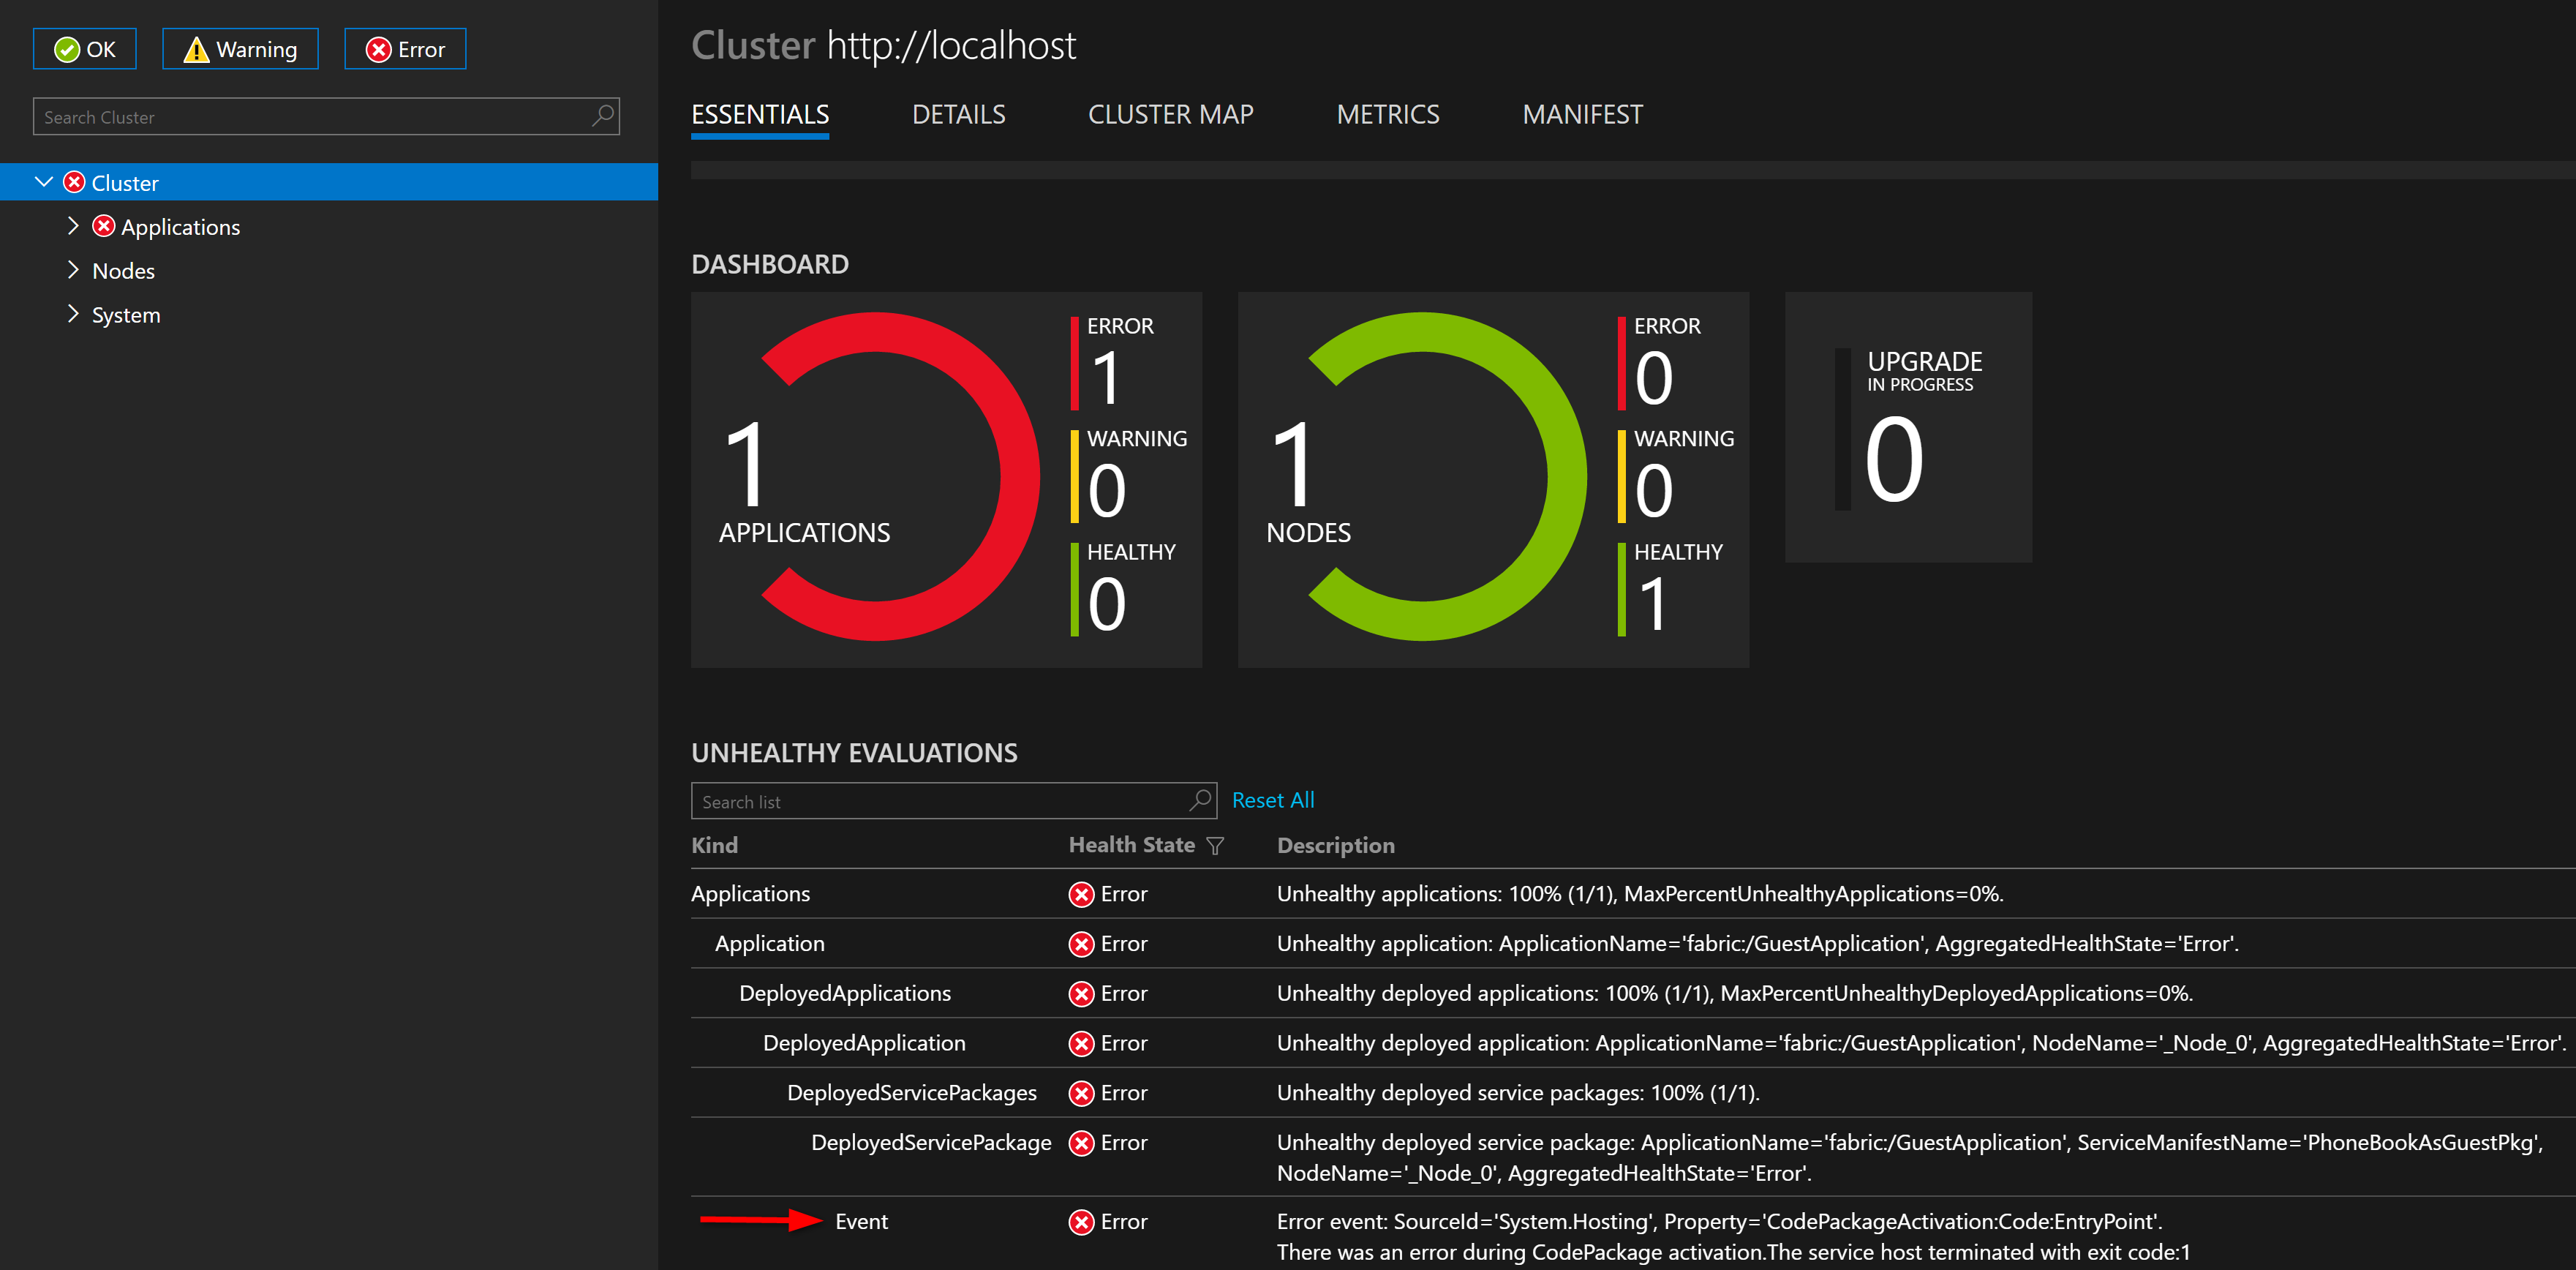 OK
Warning
Error
Search Cluster
Cluster
Applications
Nodes
System
Cluster http://localhost
ESSENTIALS
DETAILS
CLUSTER MAP
METRICS
MANIFEST
DASHBOARD
1
APPLICATIONS
ERROR
1
WARNING
0
HEALTHY
0
1
NODES
ERROR
0
WARNING
0
HEALTHY
1
UPGRADE
IN PROGRESS
0
UNHEALTHY EVALUATIONS
Search list
Reset All
Kind Health State Description
Applications Error Unhealthy applications: 100% (1/1), MaxPercentUnhealthyApplications=0%.
Application Error Unhealthy application: ApplicationName='fabric:/GuestApplication', AggregatedHealthState='Error'.
DeployedApplications Error Unhealthy deployed applications: 100% (1/1), MaxPercentUnhealthyDeployedApplications=0%.
DeployedApplication Error Unhealthy deployed application: ApplicationName='fabric:/GuestApplication', NodeName='_Node_0', AggregatedHealthState='Error'.
DeployedServicePackages Error Unhealthy deployed service packages: 100% (1/1).
DeployedServicePackage Error Unhealthy deployed service package: ApplicationName='fabric:/GuestApplication', ServiceManifestName='PhoneBookAsGuestPkg',
NodeName='_Node_0', AggregatedHealthState='Error'.
Event Error Error event: SourceId='System.Hosting', Property='CodePackageActivation:Code:EntryPoint'.
There was an error during CodePackage activation.The service host terminated with exit code:1